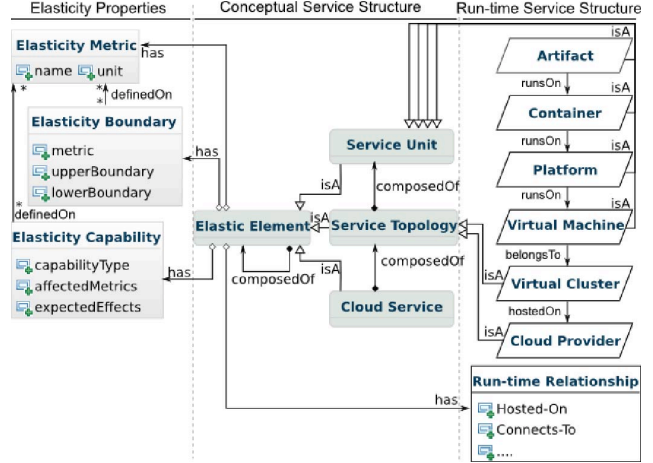 Elasticity Properties
Conceptual Service Structure
Run-time Service Structure
Elasticity Metric
name unit
has
definedOn
*
*
*
Elasticity Boundary
metric
upperBoundary
lowerBoundary
has
*
definedOn
Elasticity Capability
capabilityType
affectedMetrics
expectedEffects
has
Service Unit
isA
composedOf
Elastic Element
isA
Service Topology
composedOf
isA
composedOf
Cloud Service
has
isA
Artifact
runsOn
isA
Container
runsOn
isA
Platform
runsOn
isA
Virtual Machine
belongsTo
isA
Virtual Cluster
hostedOn
isA
Cloud Provider
Run-time Relationship
Hosted-On
Connects-To
....